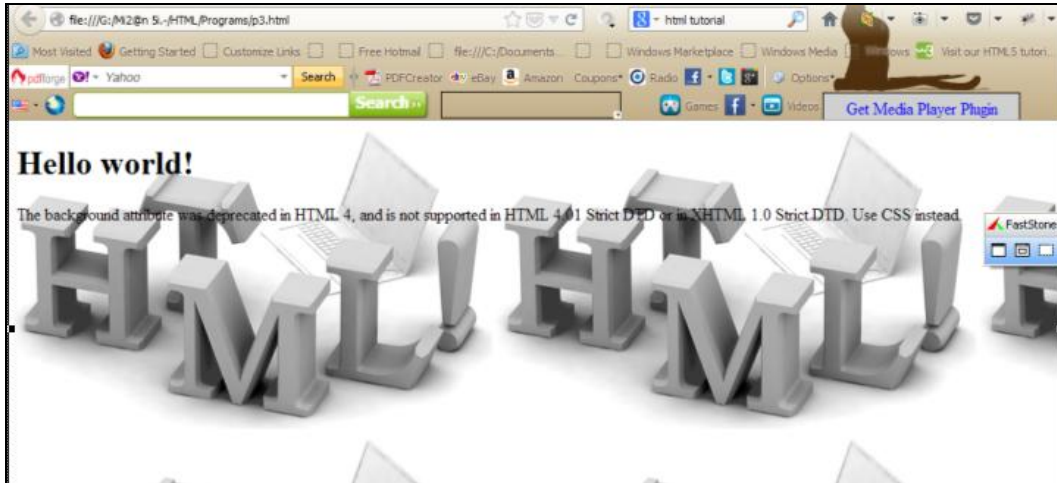 file:///G:/Mi2@n Si.-/HTML/Programs/p3.html
html tutorial
Most Visited Getting Started Customize Links Free Hotmail file:///C:/Documents... Windows Marketplace Windows Media Windows Visit our HTML5 tutori...
pdfforge Yahoo Search PDFCreator eBay Amazon Coupons Radio Options
Search Games Videos Get Media Player Plugin
Hello world!
The background attribute was deprecated in HTML 4, and is not supported in HTML 4.01 Strict DTD or in XHTML 1.0 Strict DTD. Use CSS instead.
FastStone
HTML! HTML! H